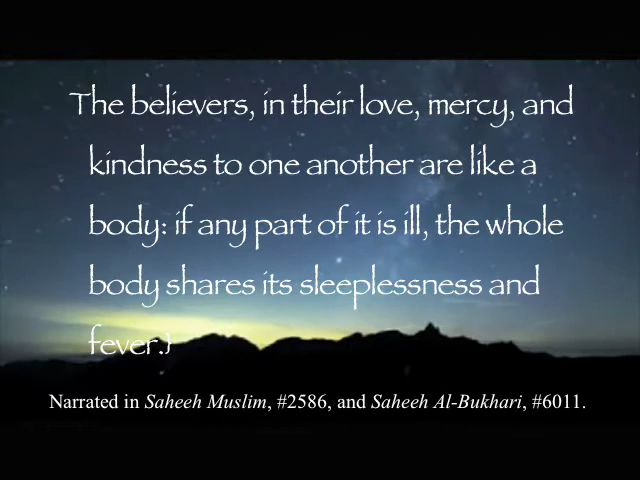 The believers, in their love, mercy, and
kindness to one another are like a
body: if any part of it is ill, the whole
body shares its sleeplessness and
fever.}
Narrated in Saheeh Muslim, #2586, and Saheeh Al-Bukhari, #6011.